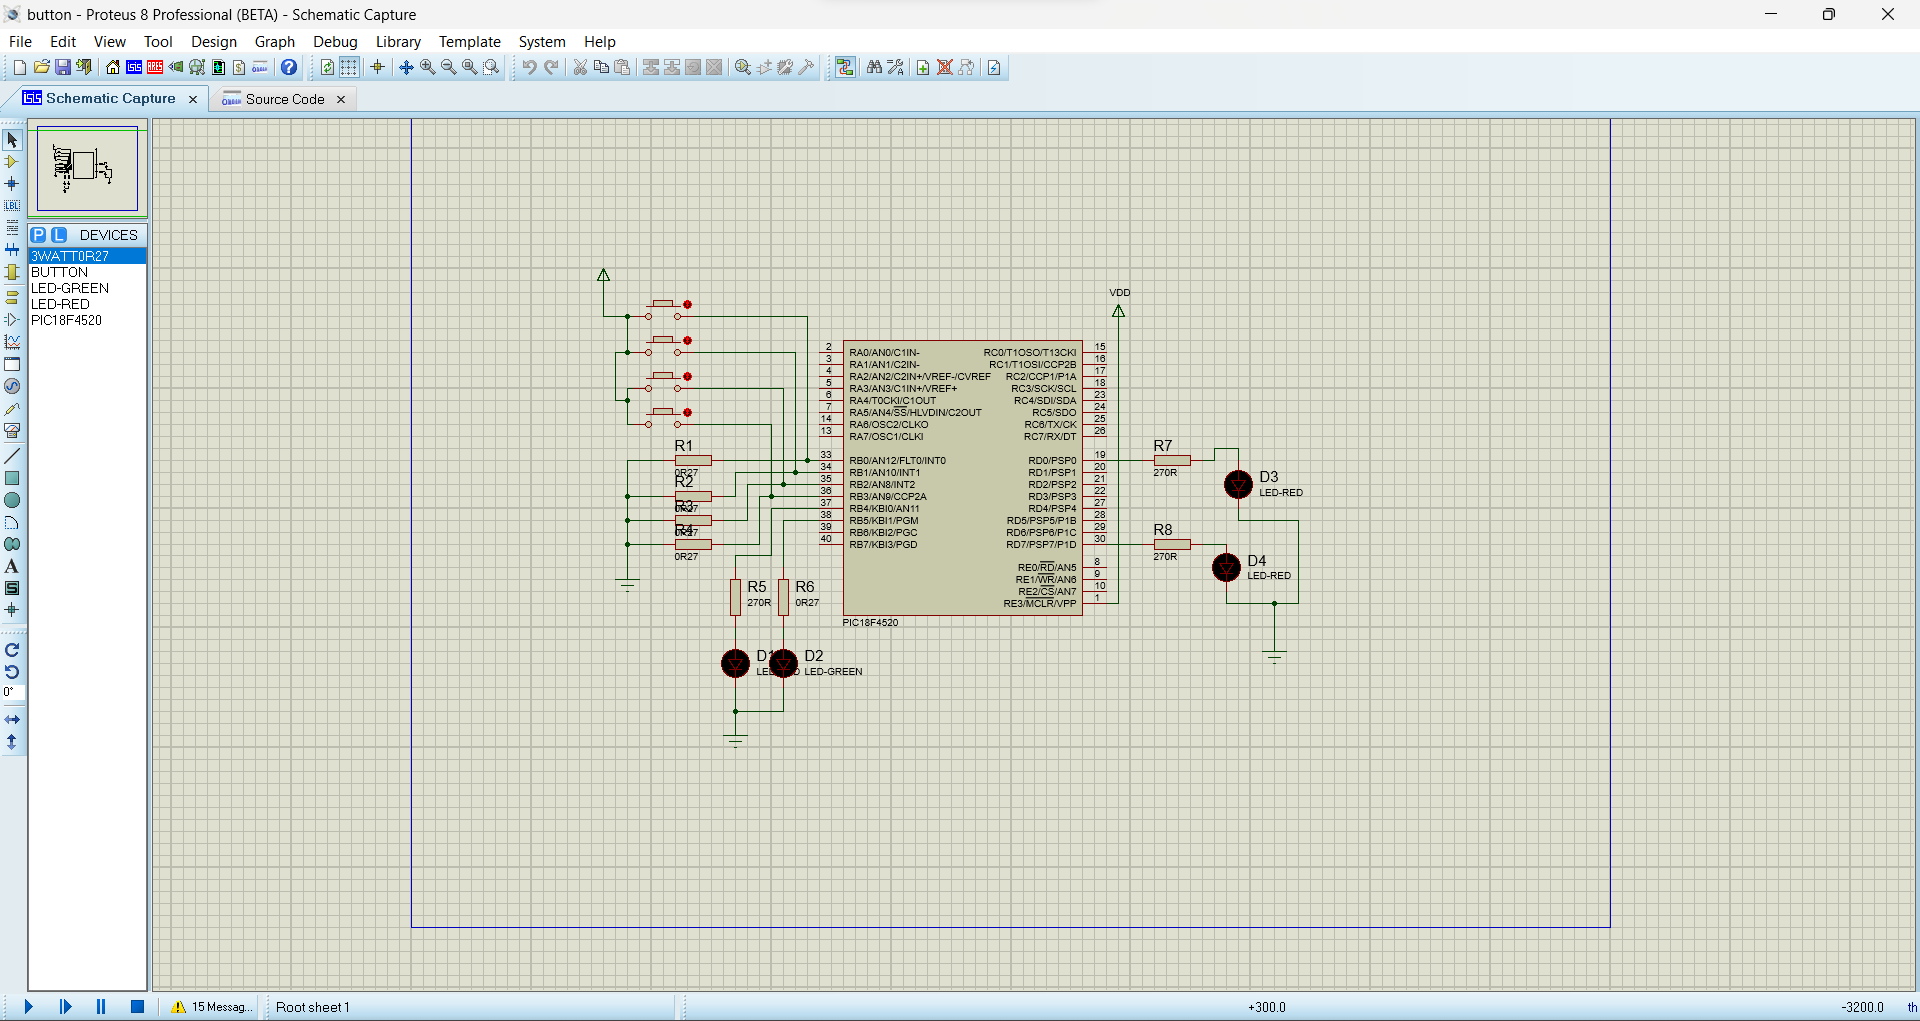 button - Proteus 8 Professional (BETA) - Schematic Capture
File Edit View Tool Design Graph Debug Library Template System Help
Schematic Capture
Source Code
P L DEVICES
3WATT0R27
BUTTON
LED-GREEN
LED-RED
PIC18F4520
LBL
A
S
0°
VDD
R1
0R27
R2
0R27
R3
0R27
R4
0R27
2 RA0/AN0/C1IN-
3 RA1/AN1/C2IN-
4 RA2/AN2/C2IN+/VREF-/CVREF
5 RA3/AN3/C1IN+/VREF+
6 RA4/T0CKI/C1OUT
7 RA5/AN4/SS/HLVDIN/C2OUT
14 RA6/OSC2/CLKO
13 RA7/OSC1/CLKI
33 RB0/AN12/FLT0/INT0
34 RB1/AN10/INT1
35 RB2/AN8/INT2
36 RB3/AN9/CCP2A
37 RB4/KBI0/AN11
38 RB5/KBI1/PGM
39 RB6/KBI2/PGC
40 RB7/KBI3/PGD
RC0/T1OSO/T13CKI 15
RC1/T1OSI/CCP2B 16
RC2/CCP1/P1A 17
RC3/SCK/SCL 18
RC4/SDI/SDA 23
RC5/SDO 24
RC6/TX/CK 25
RC7/RX/DT 26
RD0/PSP0 19
RD1/PSP1 20
RD2/PSP2 21
RD3/PSP3 22
RD4/PSP4 27
RD5/PSP5/P1B 28
RD6/PSP6/P1C 29
RD7/PSP7/P1D 30
RE0/RD/AN5 8
RE1/WR/AN6 9
RE2/CS/AN7 10
RE3/MCLR/VPP 1
PIC18F4520
R7
270R
D3
LED-RED
R8
270R
D4
LED-RED
R5
270R
R6
0R27
D1
D2
LED-GREEN
15 Messag...
Root sheet 1
+300.0
-3200.0
th